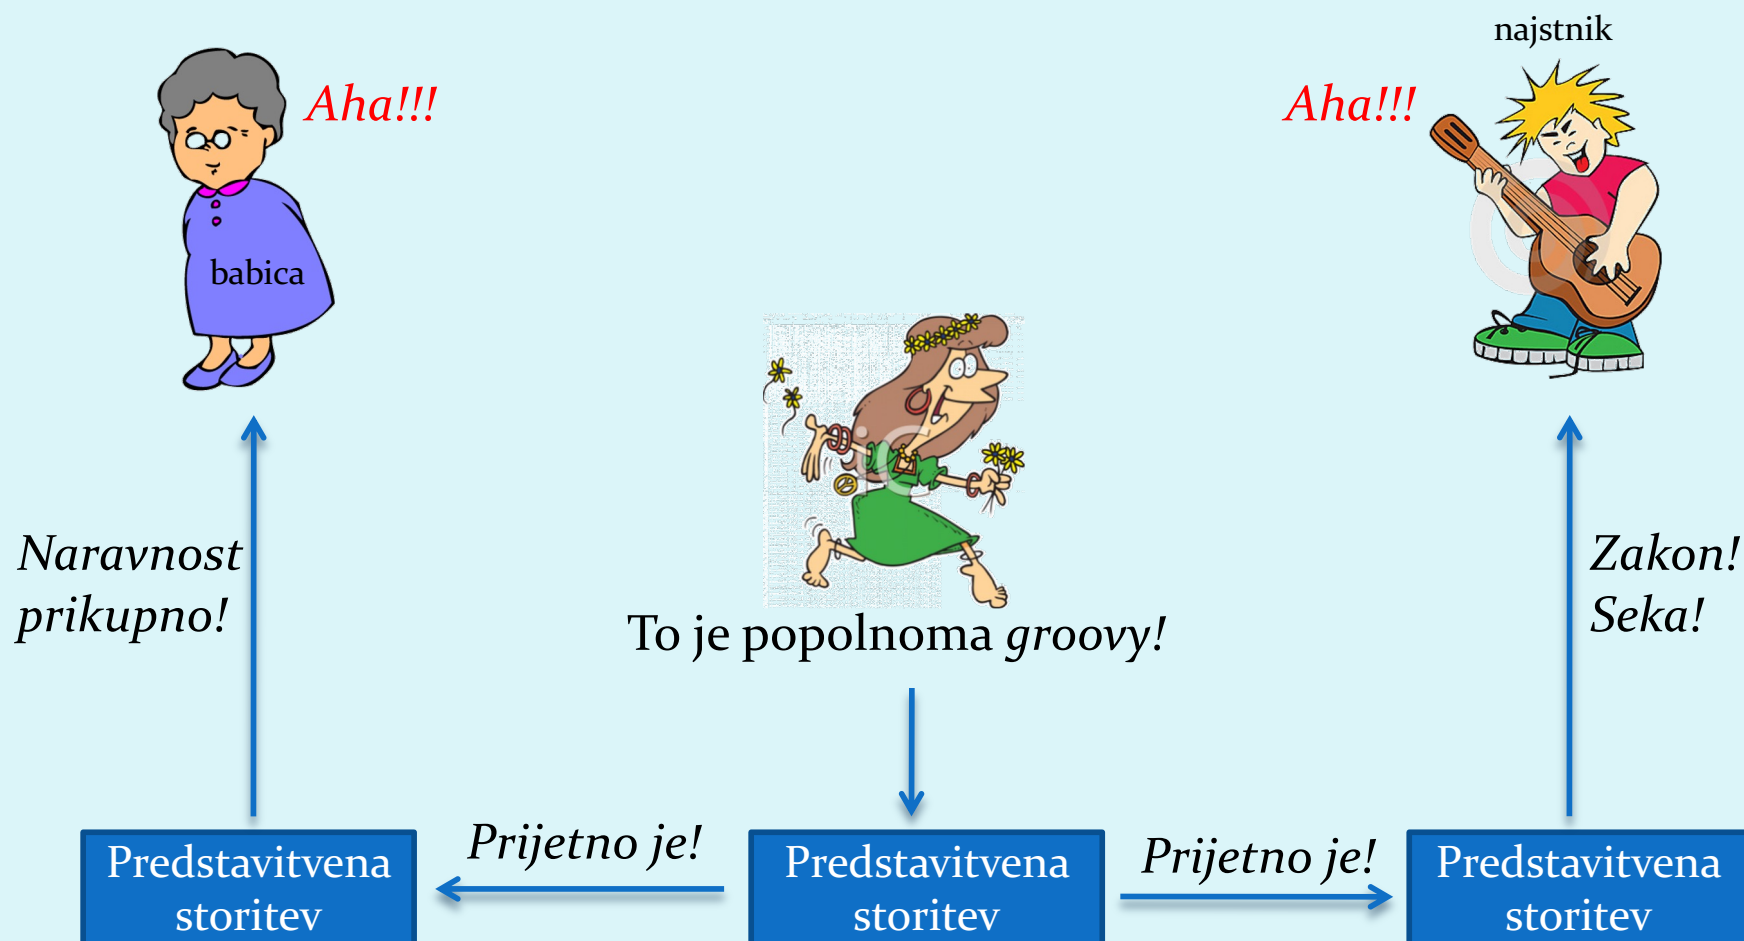 najstnik
Aha!!!
Aha!!!
babica
Naravnost
prikupno!
Zakon!
Seka!
iC
To je popolnoma groovy!
Prijetno je!
Prijetno je!
Predstavitvena
storitev
Predstavitvena
storitev
Predstavitvena
storitev